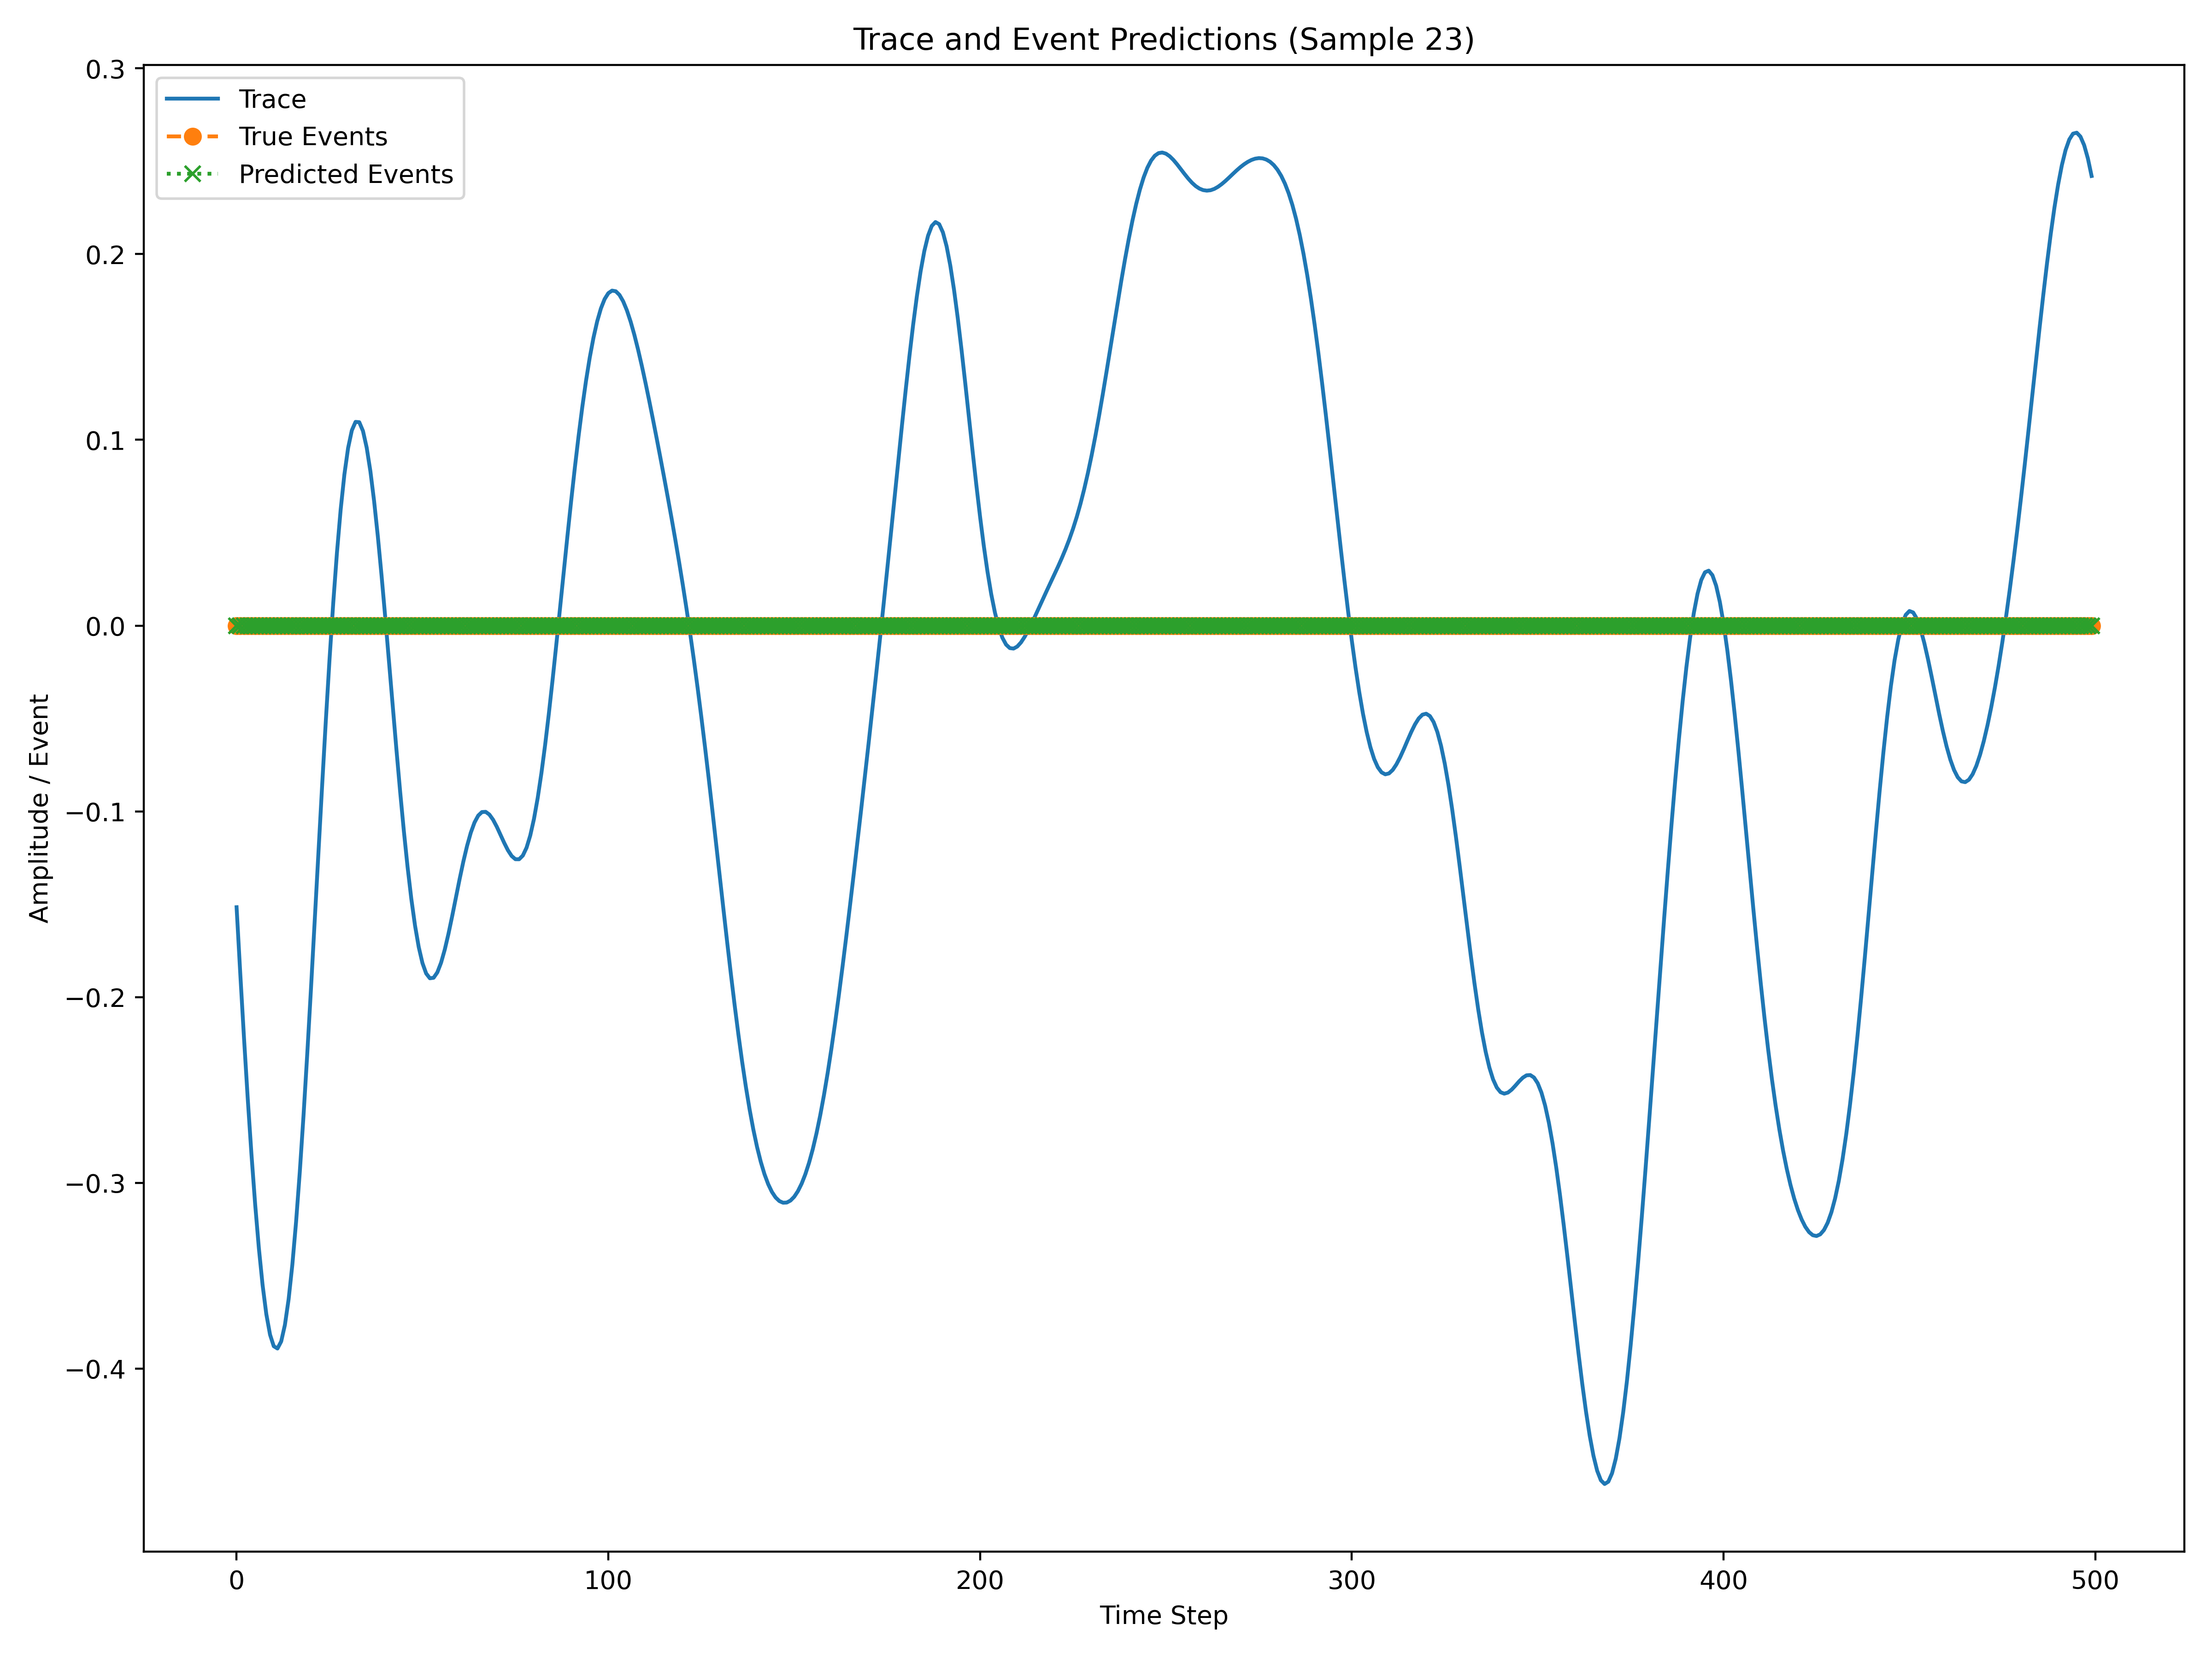 Trace and Event Predictions (Sample 23)
Trace
True Events
Predicted Events
Amplitude / Event
0.3
0.2
0.1
0.0
−0.1
−0.2
−0.3
−0.4
0 100 200 300 400 500
Time Step